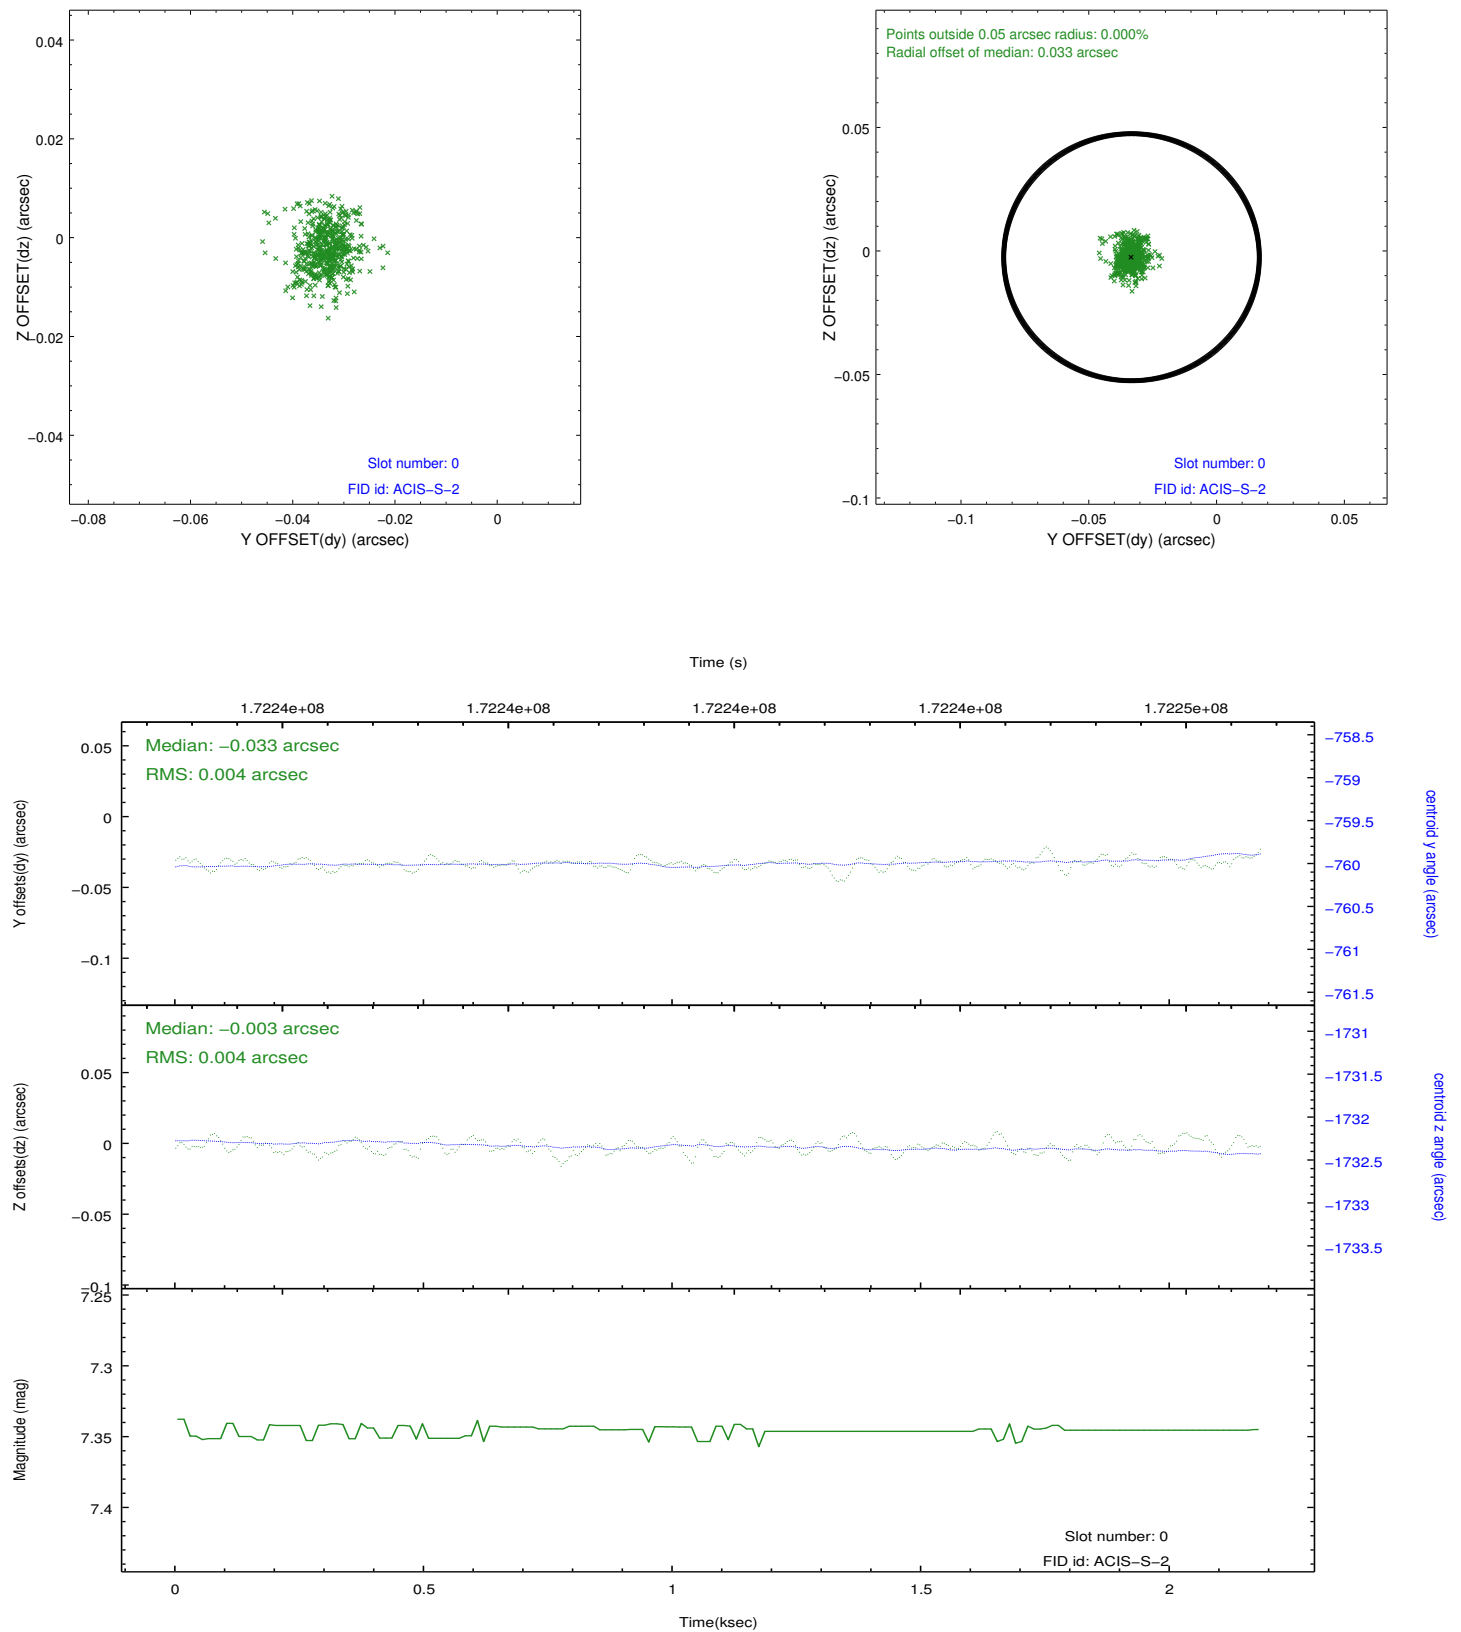 0.04
0.02
0
−0.02
−0.04
Z OFFSET(dz) (arcsec)
Slot number: 0
FID id: ACIS−S−2
−0.08 −0.06 −0.04 −0.02 0
Y OFFSET(dy) (arcsec)
Points outside 0.05 arcsec radius: 0.000%
Radial offset of median: 0.033 arcsec
0.05
0
−0.05
−0.1
Z OFFSET(dz) (arcsec)
Slot number: 0
FID id: ACIS−S−2
−0.1 −0.05 0 0.05
Y OFFSET(dy) (arcsec)
Time (s)
1.7224e+08 1.7224e+08 1.7224e+08 1.7224e+08 1.7225e+08
Median: −0.033 arcsec
RMS: 0.004 arcsec
0.05
0
−0.05
−0.1
Y offsets(dy) (arcsec)
−758.5
−759
−759.5
−760
−760.5
−761
−761.5
centroid y angle (arcsec)
Median: −0.003 arcsec
RMS: 0.004 arcsec
0.05
0
−0.05
−0.1
Z offsets(dz) (arcsec)
−1731
−1731.5
−1732
−1732.5
−1733
−1733.5
centroid z angle (arcsec)
7.25
7.3
7.35
7.4
Magnitude (mag)
Slot number: 0
FID id: ACIS−S−2
0 0.5 1 1.5 2
Time(ksec)